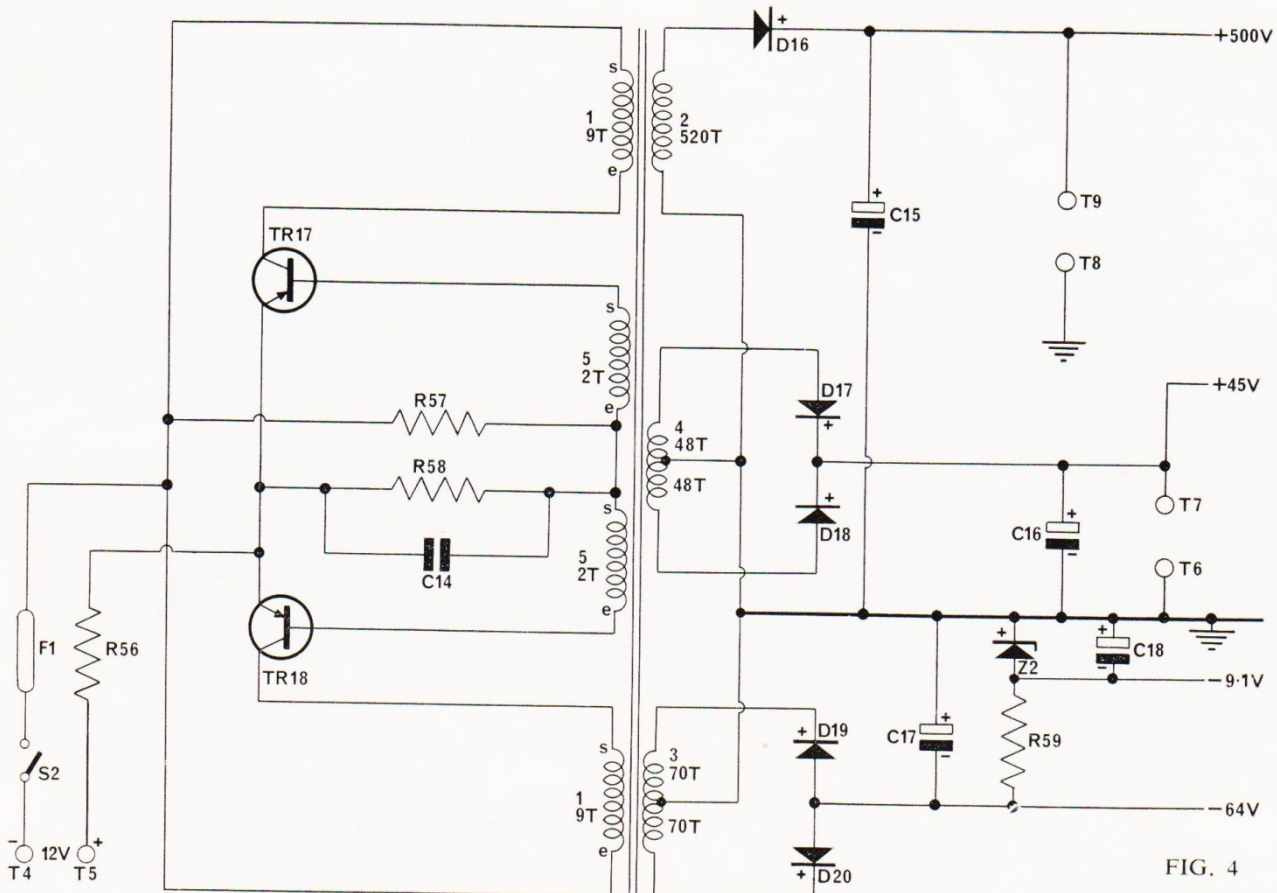 +
D16
+500V
s
1
9T
e
2
520T
+
C15
−
T9
T8
TR17
s
5
2T
e
D17
+
+45V
R57
4
48T
48T
R58
+
D18
+
C16
−
T7
T6
C14
5
2T
e
F1
R56
TR18
+
Z2
+
C18
−
−9·1V
S2
s
1
9T
e
3
70T
70T
+
D19
+
C17
−
R59
−64V
− 12V +
T4 T5
+ D20
FIG. 4